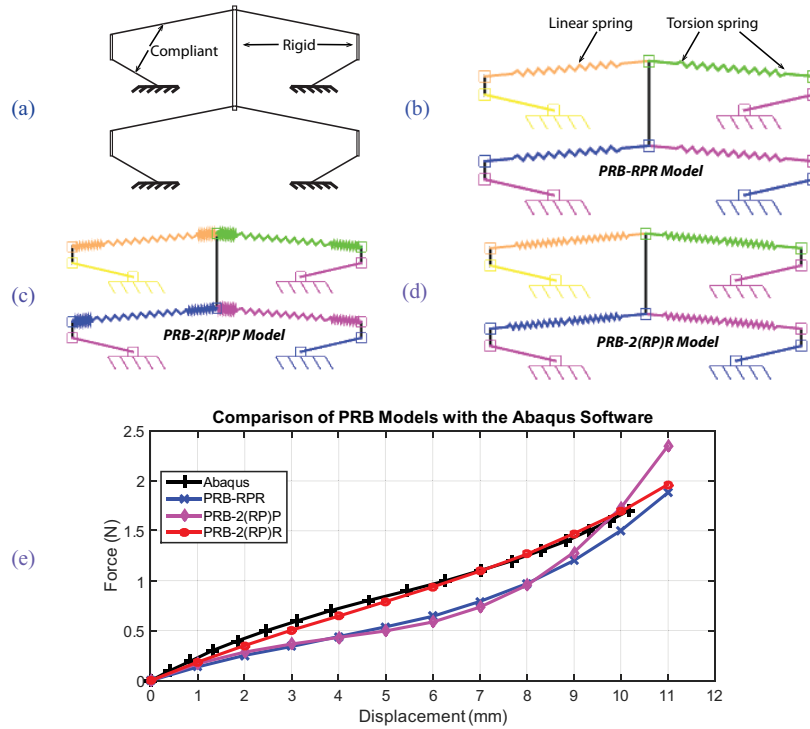 Compliant
Rigid
(a)
Linear spring
Torsion spring
(b)
PRB-RPR Model
(c)
PRB-2(RP)P Model
(d)
PRB-2(RP)R Model
Comparison of PRB Models with the Abaqus Software
2.5
2
1.5
1
0.5
0
Force (N)
Abaqus
PRB-RPR
PRB-2(RP)P
PRB-2(RP)R
(e)
0 1 2 3 4 5 6 7 8 9 10 11 12
Displacement (mm)